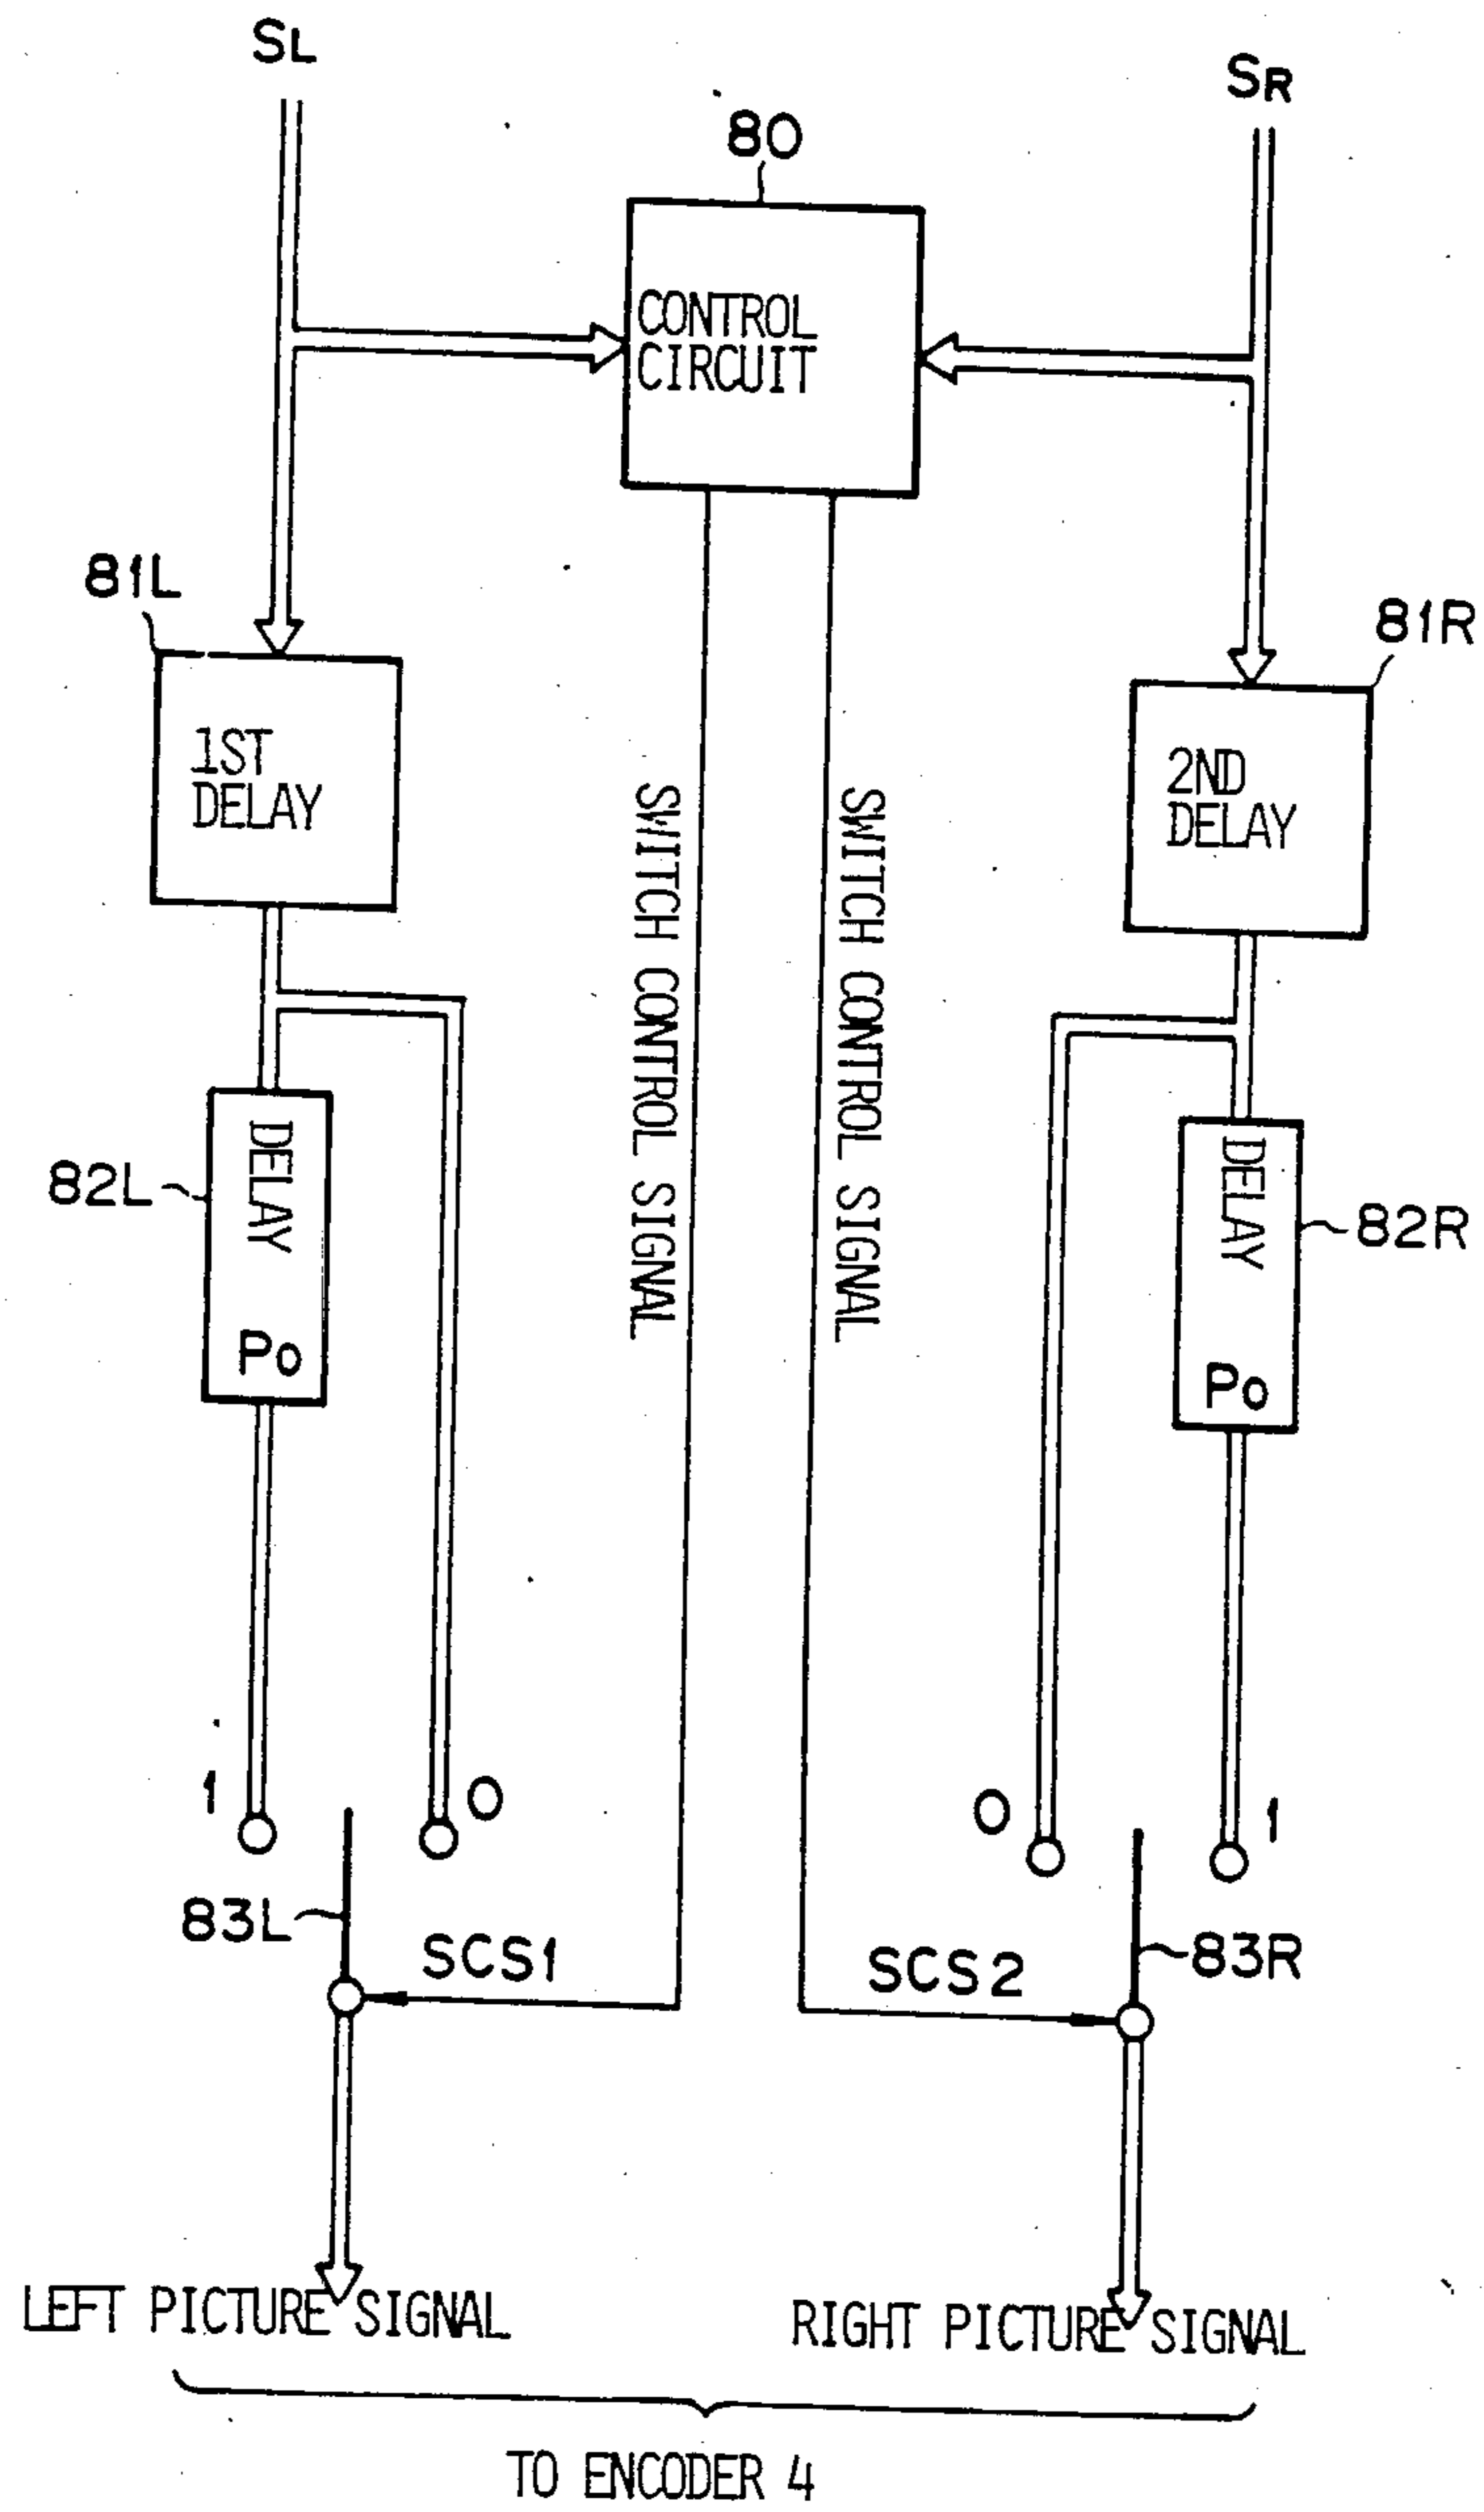 SL
SR
80
CONTROL
CIRCUIT
81L
81R
1ST
DELAY
2ND
DELAY
SWITCH CONTROL SIGNAL
SWITCH CONTROL SIGNAL
DELAY
DELAY
82L
82R
Po
Po
1
0
0
1
83L
SCS1
SCS2
83R
LEFT PICTURE SIGNAL
RIGHT PICTURE SIGNAL
TO ENCODER 4